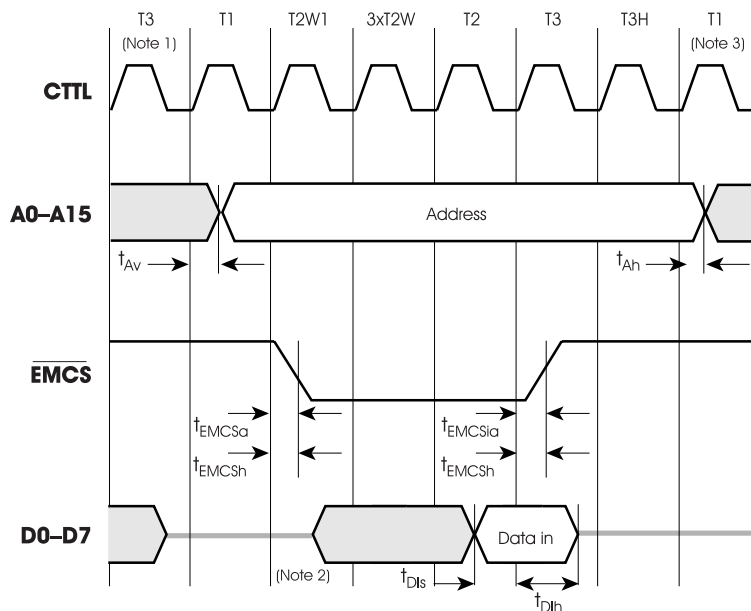 T3 T1 T2W1 3xT2W T2 T3 T3H T1
(Note 1) (Note 3)
CTTL
A0–A15 Address
tAv tAh
EMCS
tEMCSa tEMCSia
tEMCSh tEMCSh
D0–D7 Data in
(Note 2) tDIs
tDIh